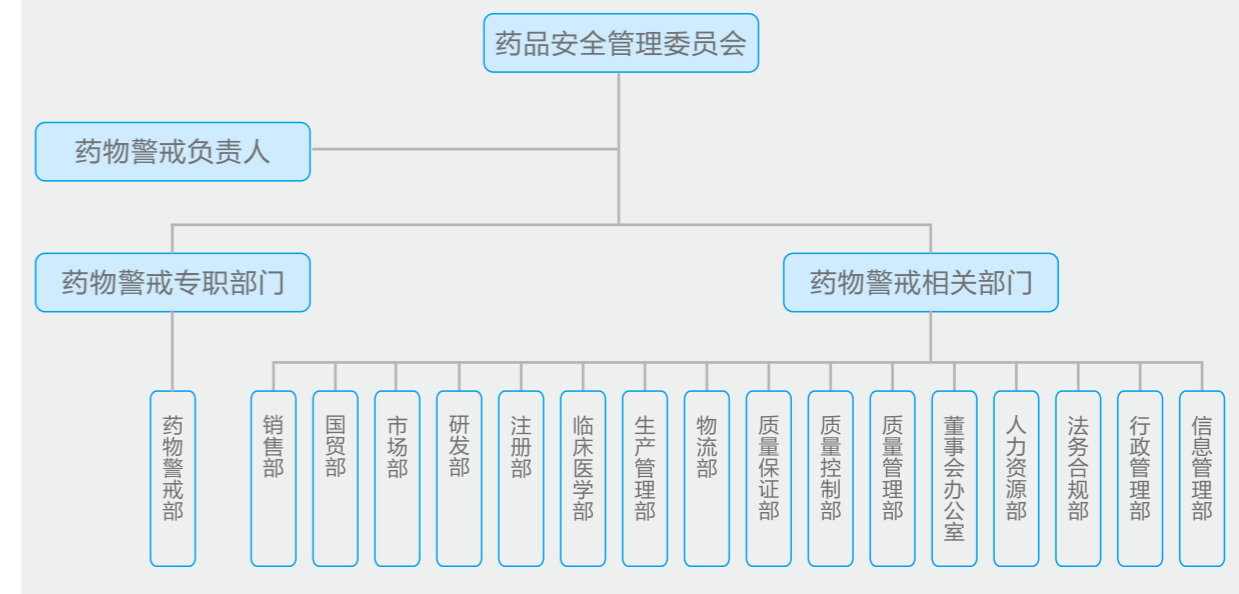 药品安全管理委员会
药物警戒负责人
药物警戒专职部门
药物警戒相关部门
药物警戒部
销售部
国贸部
市场部
研发部
注册部
临床医学部
生产管理部
物流部
质量保证部
质量控制部
质量管理部
董事会办公室
人力资源部
法务合规部
行政管理部
信息管理部